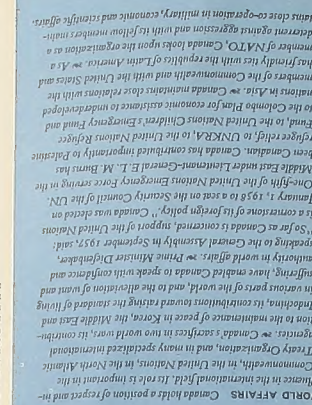 WORLD AFFAIRS Canada holds a position of respect and in-
fluence in the international field. Its role is important in the
Commonwealth, in the United Nations, in the North Atlantic
Treaty Organization, and in many specialized international
agencies. Canada's sacrifices in two world wars, its contribu-
tion to the maintenance of peace in Korea, the Middle East and
Indochina, its contributions toward raising the standard of living
in various parts of the world, and to the alleviation of want and
suffering, have enabled Canada to speak with confidence and
authority in world affairs. Prime Minister Diefenbaker,
speaking to the General Assembly in September 1957, said:
"So far as Canada is concerned, support of the United Nations
is a cornerstone of its foreign policy." Canada was elected on
January 1, 1958 to a seat on the Security Council of the UN.
One-fifth of the United Nations Emergency Force serving in the
Middle East under Lieutenant-General E. L. M. Burns has
been Canadian. Canada has contributed importantly to Palestine
refugee relief, to UNKRA, to the United Nations Refugee
Fund, to the United Nations Children's Emergency Fund and
to the Colombo Plan for economic assistance to underdeveloped
nations in Asia. Canada maintains close relations with the
members of the Commonwealth and with the United States and
has friendly ties with the republics of Latin America. As a
member of NATO, Canada looks upon the organization as a
deterrent against aggression and with its fellow members main-
tains close co-operation in military, economic and scientific affairs.